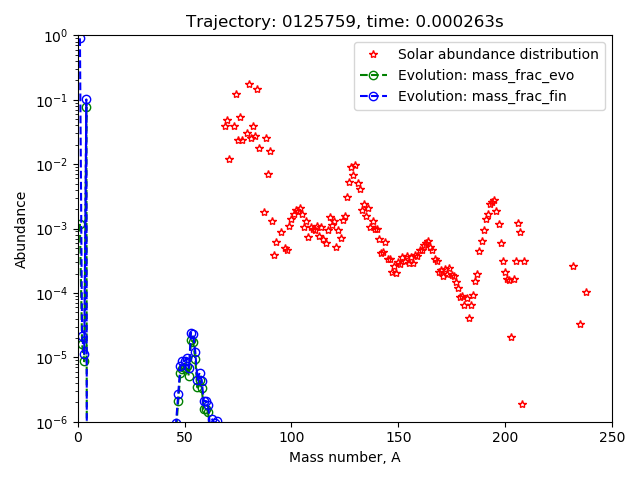 Trajectory: 0125759, time: 0.000263s
Solar abundance distribution
Evolution: mass_frac_evo
Evolution: mass_frac_fin
Abundance
10^0
10^-1
10^-2
10^-3
10^-4
10^-5
10^-6
0 50 100 150 200 250
Mass number, A